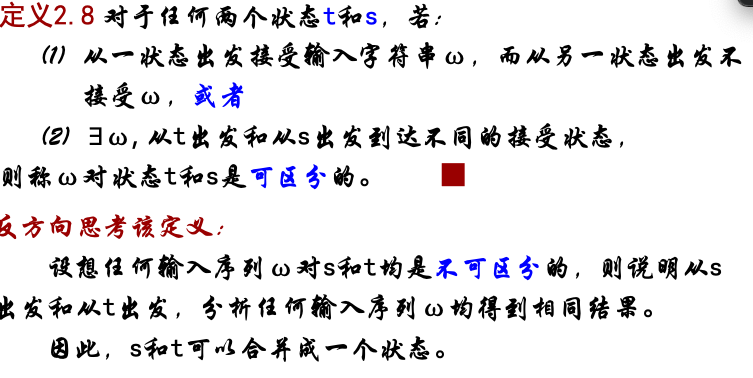 定义2.8 对于任何两个状态t和s，若：
(1) 从一状态出发接受输入字符串ω，而从另一状态出发不
接受ω，或者
(2) ∃ω, 从t出发和从s出发到达不同的接受状态，
则称ω对状态t和s是可区分的。 ■
反方向思考该定义：
设想任何输入序列ω对s和t均是不可区分的，则说明从s
出发和从t出发，分析任何输入序列ω均得到相同结果。
因此，s和t可以合并成一个状态。